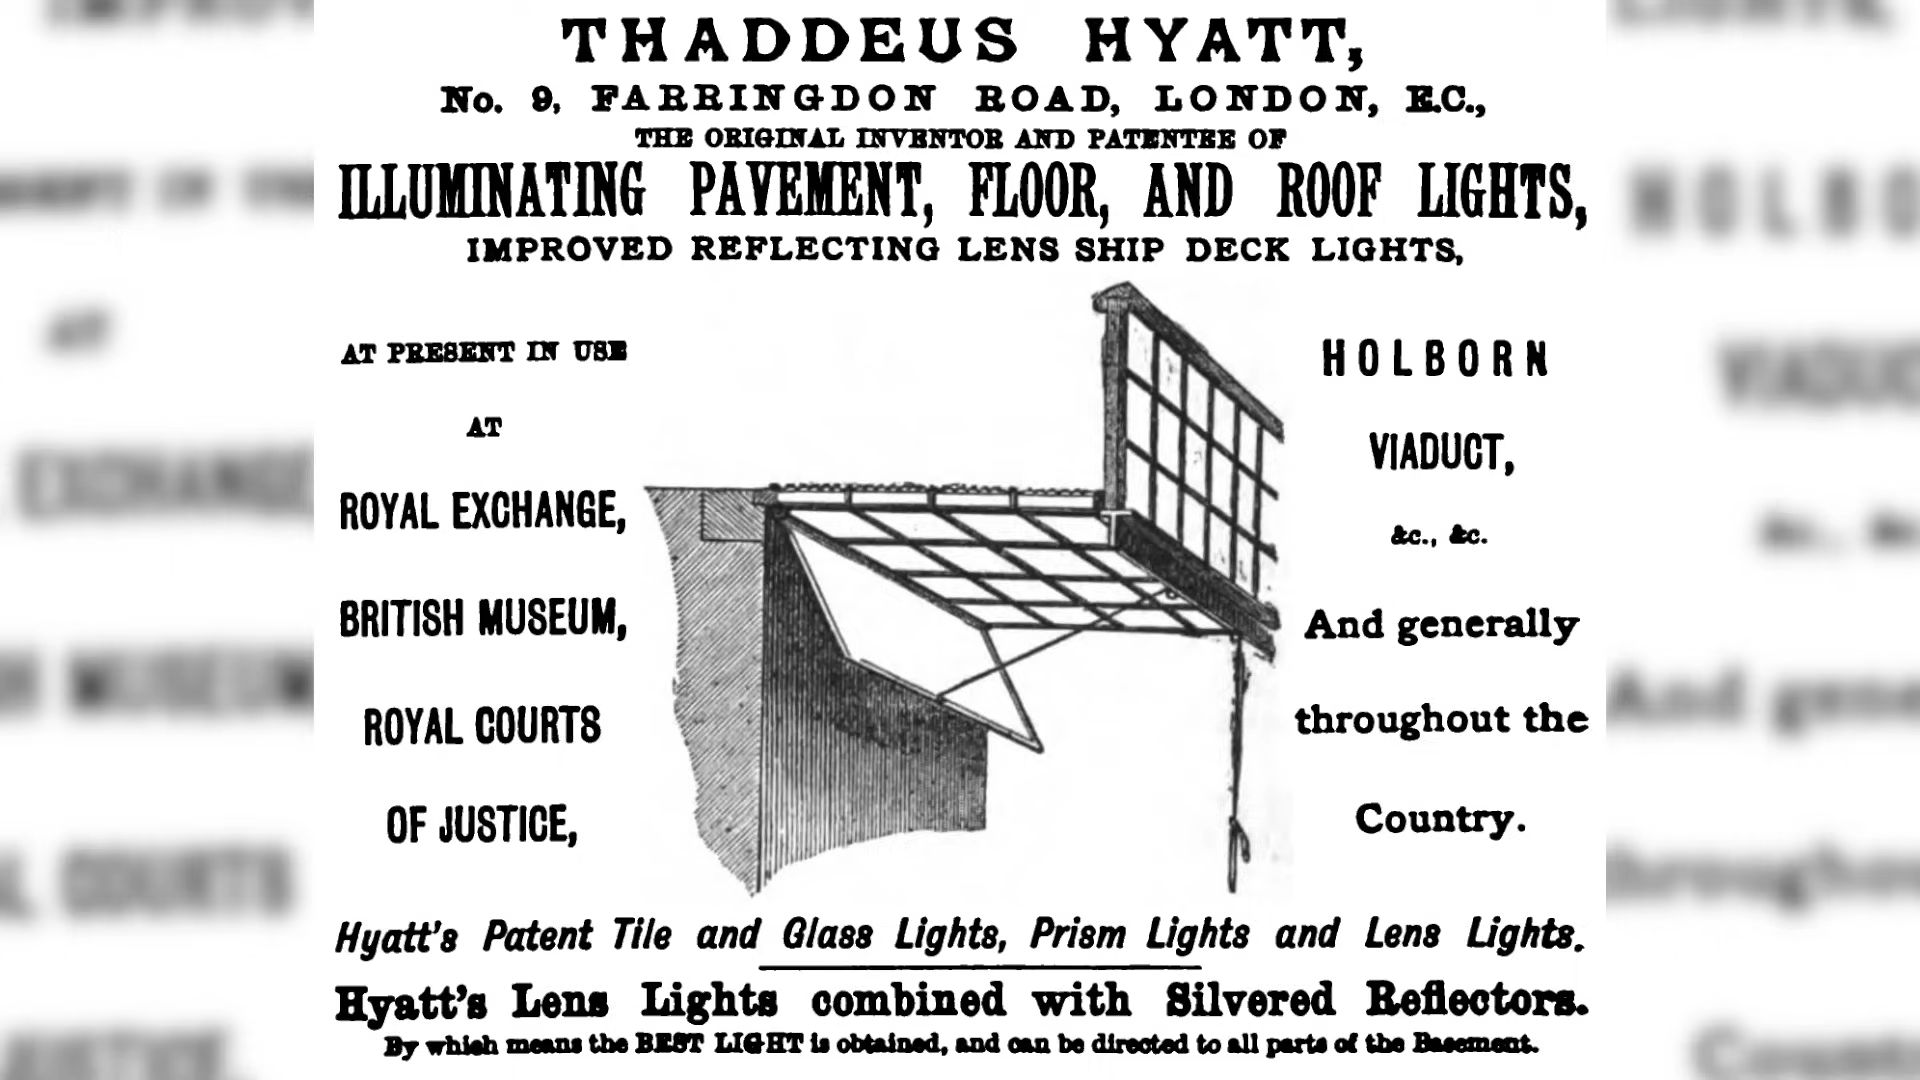 THADDEUS HYATT,
No. 9, FARRINGDON ROAD, LONDON, E.C.,
THE ORIGINAL INVENTOR AND PATENTEE OF
ILLUMINATING PAVEMENT, FLOOR, AND ROOF LIGHTS,
IMPROVED REFLECTING LENS SHIP DECK LIGHTS,
AT PRESENT IN USE
AT
ROYAL EXCHANGE,
BRITISH MUSEUM,
ROYAL COURTS
OF JUSTICE,
HOLBORN
VIADUCT,
&c., &c.
And generally
throughout the
Country.
Hyatt's Patent Tile and Glass Lights, Prism Lights and Lens Lights.
Hyatt's Lens Lights combined with Silvered Reflectors.
By which means the BEST LIGHT is obtained, and can be directed to all parts of the Basement.